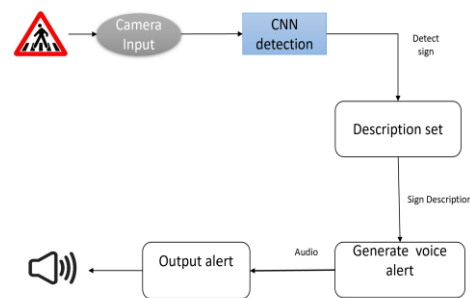 Camera
Input
CNN
detection
Detect
sign
Description set
Sign Description
Generate voice
alert
Audio
Output alert